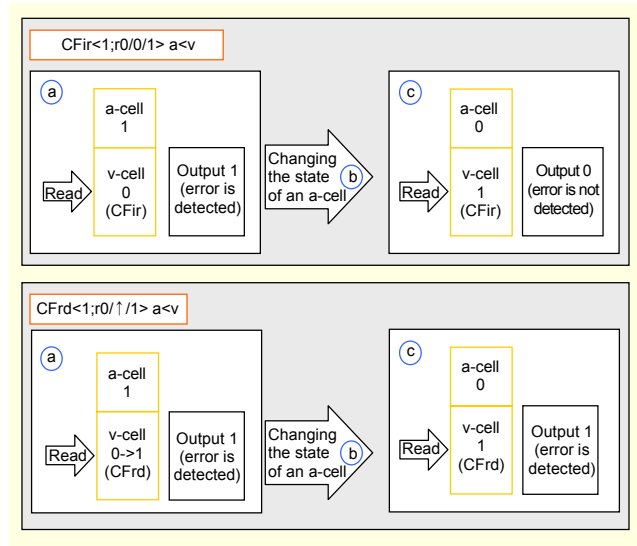 CFir<1;r0/0/1> a<v
a
a-cell
1
Read
v-cell
0
(CFir)
Output 1
(error is
detected)
Changing
the state
of an a-cell
b
c
a-cell
0
Read
v-cell
1
(CFir)
Output 0
(error is not
detected)
CFrd<1;r0/↑/1> a<v
a
a-cell
1
Read
v-cell
0->1
(CFrd)
Output 1
(error is
detected)
Changing
the state
of an a-cell
b
c
a-cell
0
Read
v-cell
1
(CFrd)
Output 1
(error is
detected)